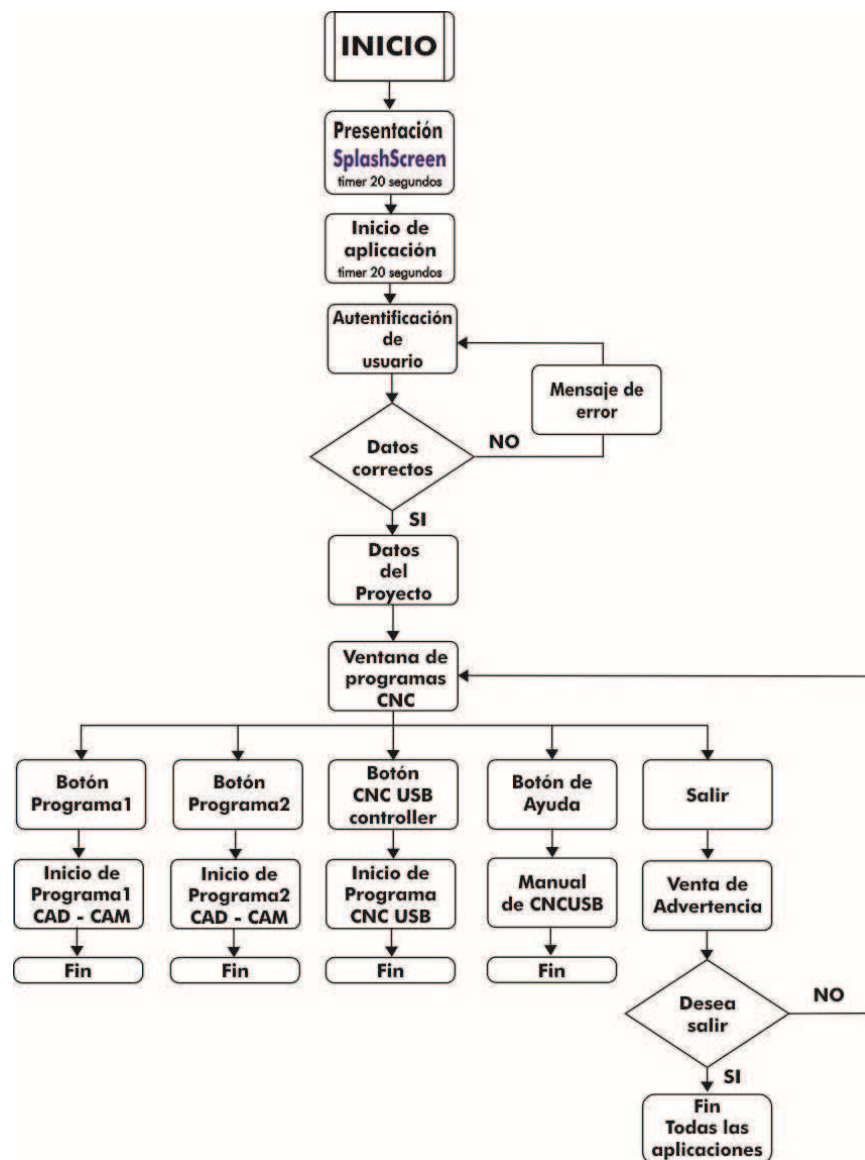 INICIO
Presentación
SplashScreen
timer 20 segundos
Inicio de
aplicación
timer 20 segundos
Autentificación
de
usuario
Mensaje de
error
Datos
correctos
NO
SI
Datos
del
Proyecto
Ventana de
programas
CNC
Botón
Programa1
Botón
Programa2
Botón
CNC USB
controller
Botón de
Ayuda
Salir
Inicio de
Programa1
CAD - CAM
Inicio de
Programa2
CAD - CAM
Inicio de
Programa
CNC USB
Manual
de CNCUSB
Venta de
Advertencia
Fin
Fin
Fin
Fin
Desea
salir
NO
SI
Fin
Todas las
aplicaciones